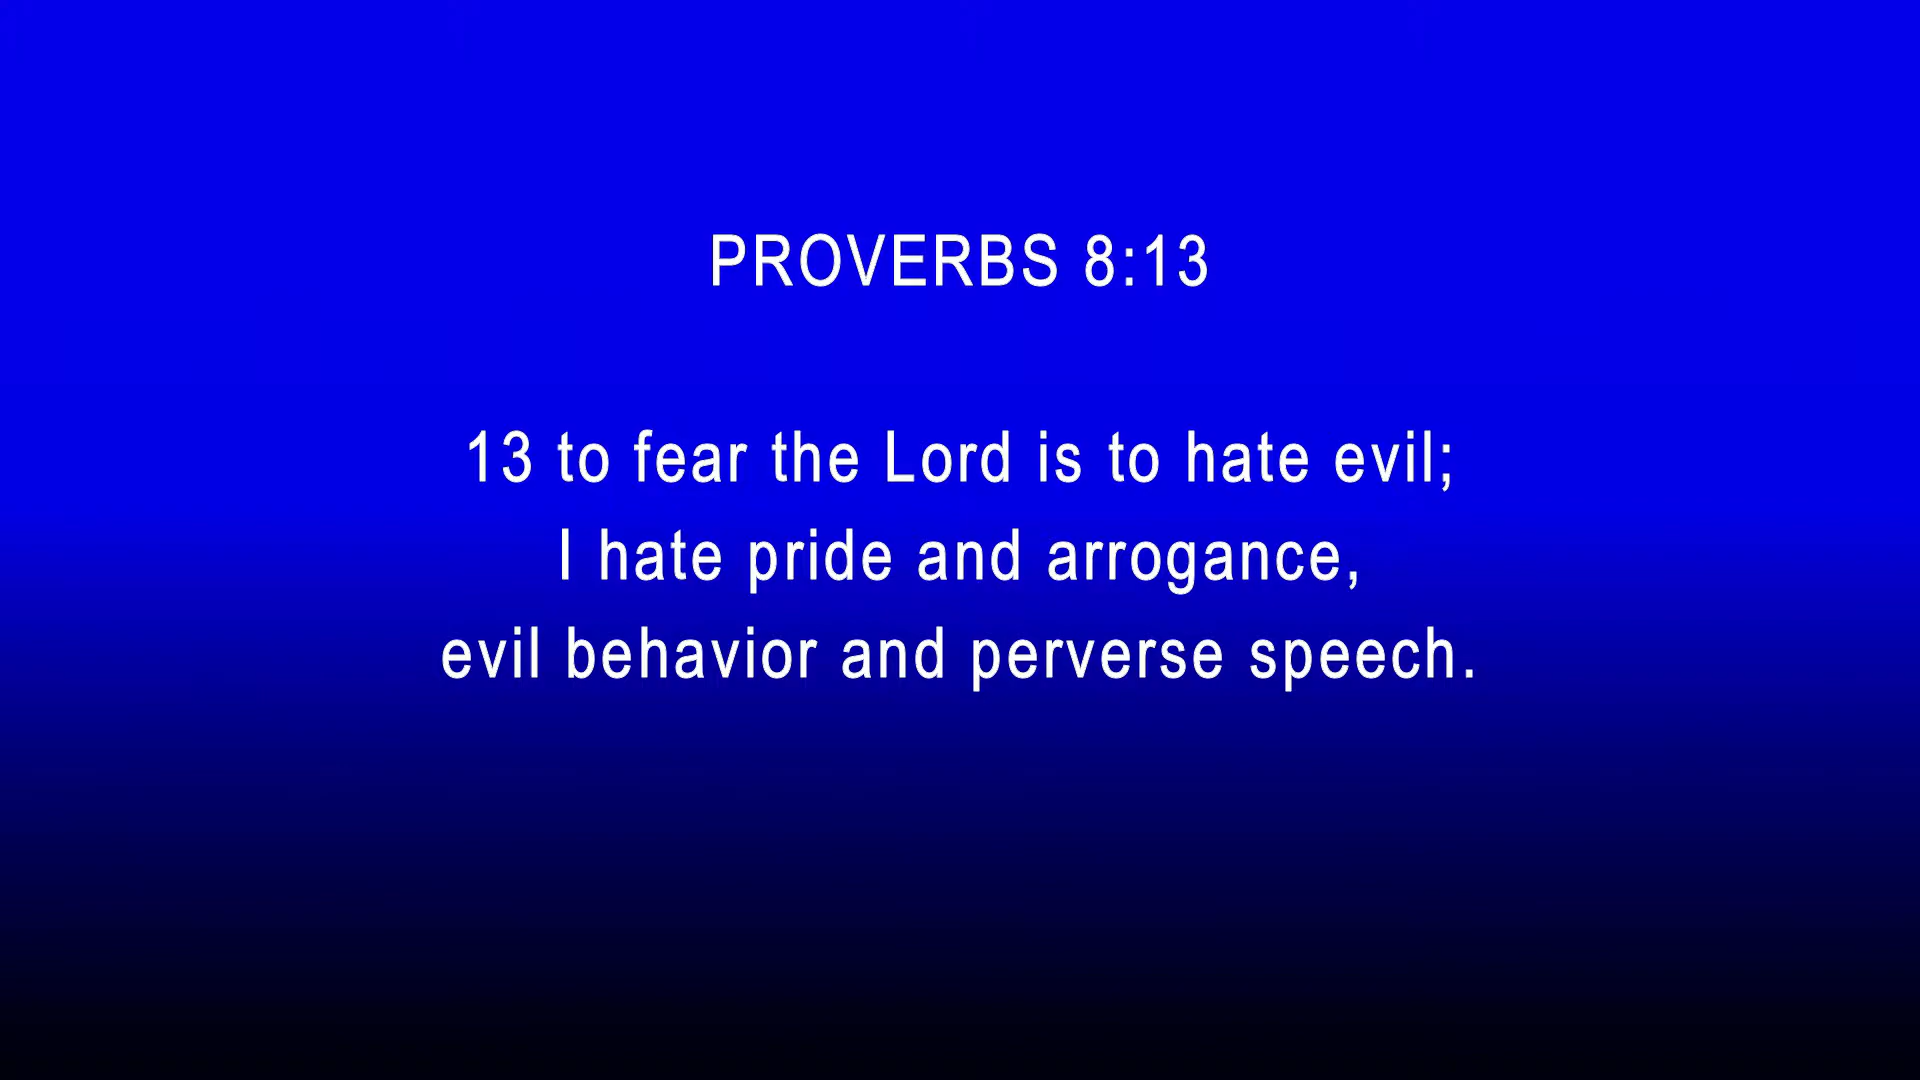 PROVERBS 8:13
13 to fear the Lord is to hate evil;
I hate pride and arrogance,
evil behavior and perverse speech.